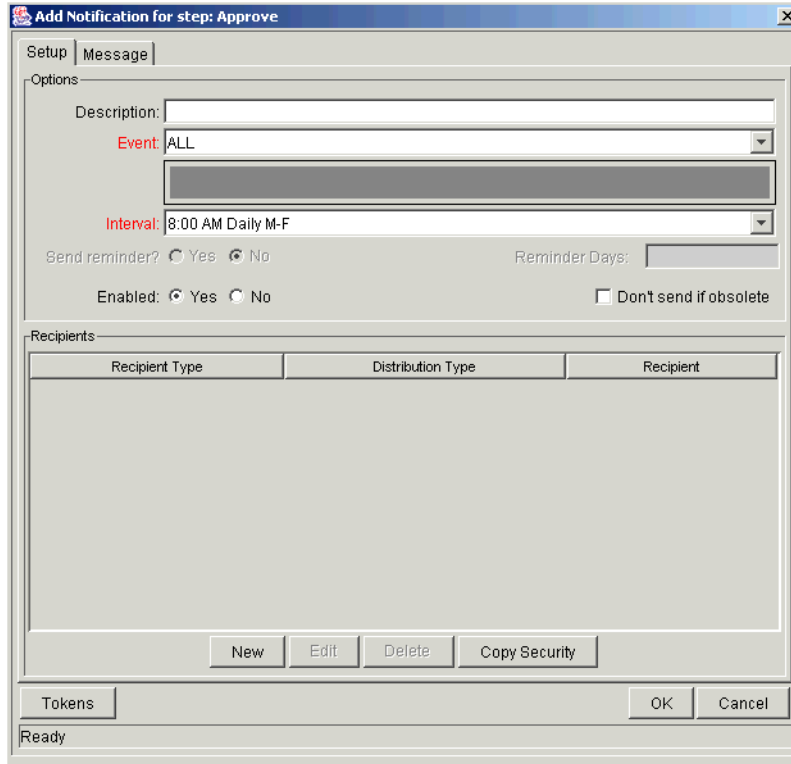 Add Notification for step: Approve
Setup Message
Options
Description:
Event: ALL
Interval: 8:00 AM Daily M-F
Send reminder? Yes No Reminder Days:
Enabled: Yes No Don't send if obsolete
Recipients
Recipient Type Distribution Type Recipient
New Edit Delete Copy Security
Tokens OK Cancel
Ready